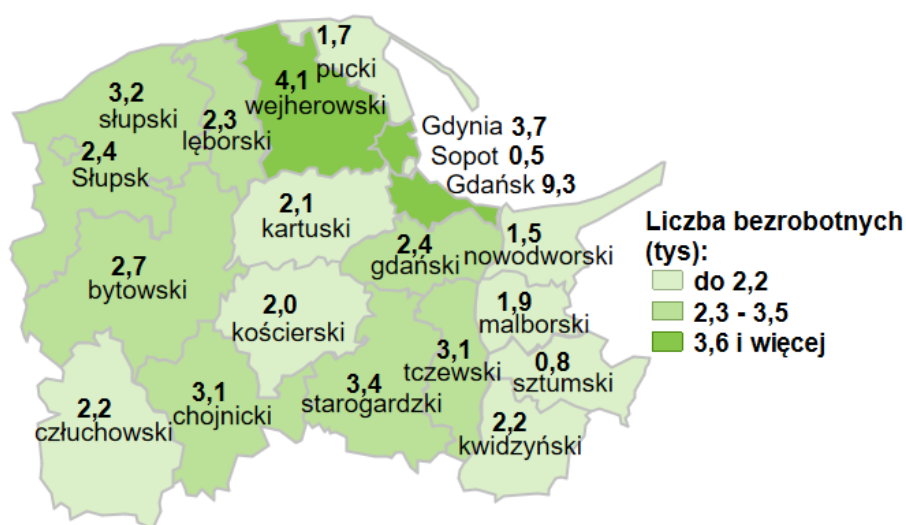 1,7
pucki
4,1
wejherowski
3,2
słupski
2,3
lęborski
2,4
Słupsk
Gdynia 3,7
Sopot 0,5
Gdańsk 9,3
2,1
kartuski
2,4
gdański
1,5
nowodworski
2,7
bytowski
2,0
kościerski
1,9
malborski
3,1
tczewski
0,8
sztumski
3,4
starogardzki
3,1
chojnicki
2,2
człuchowski
2,2
kwidzyński
Liczba bezrobotnych
(tys):
do 2,2
2,3 - 3,5
3,6 i więcej